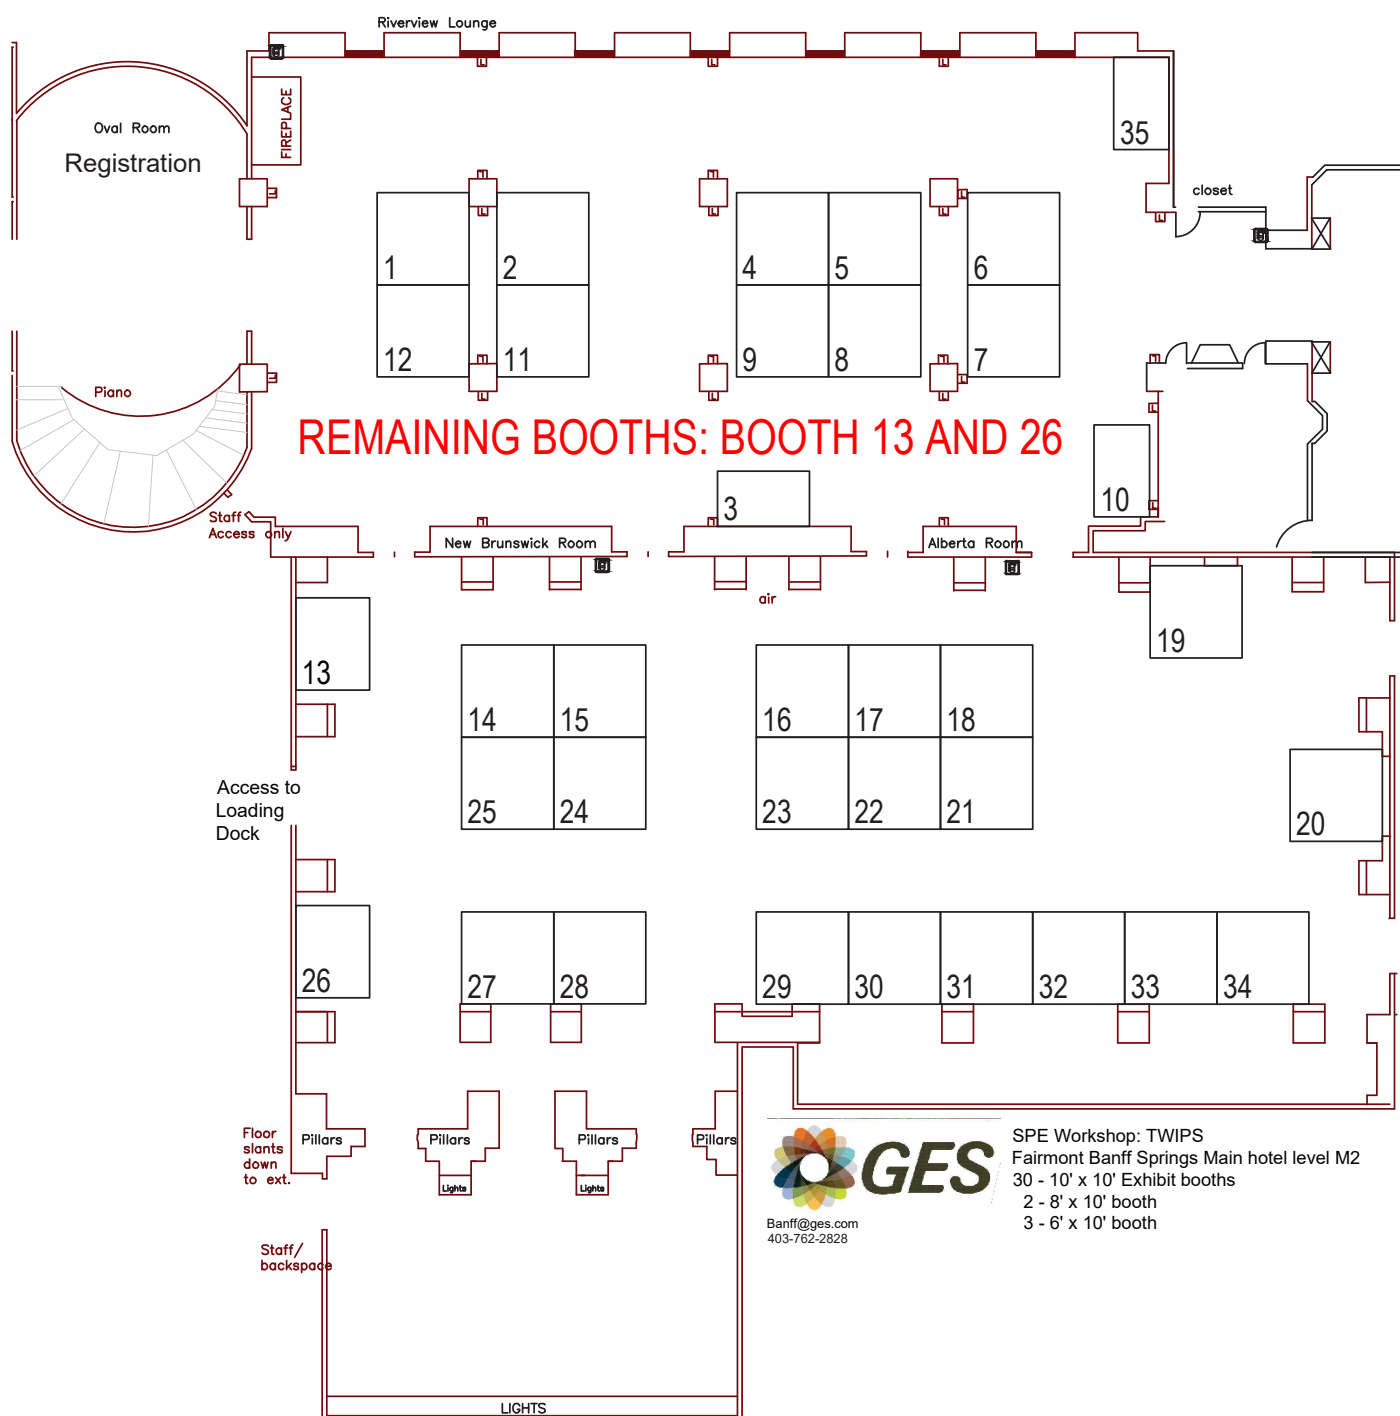 Riverview Lounge
FIREPLACE
Oval Room
Registration
35
closet
1
2
4
5
6
12
11
9
8
7
Piano
REMAINING BOOTHS: BOOTH 13 AND 26
10
3
Staff
Access only
New Brunswick Room
Alberta Room
air
13
19
14
15
16
17
18
Access to
Loading
Dock
25
24
23
22
21
20
26
27
28
29
30
31
32
33
34
Floor
slants
down
to ext.
Pillars
Pillars
Pillars
Pillars
Lights
Lights
GES
SPE Workshop: TWIPS
Fairmont Banff Springs Main hotel level M2
30 - 10' x 10' Exhibit booths
2 - 8' x 10' booth
3 - 6' x 10' booth
Banff@ges.com
403-762-2828
Staff/
backspace
LIGHTS